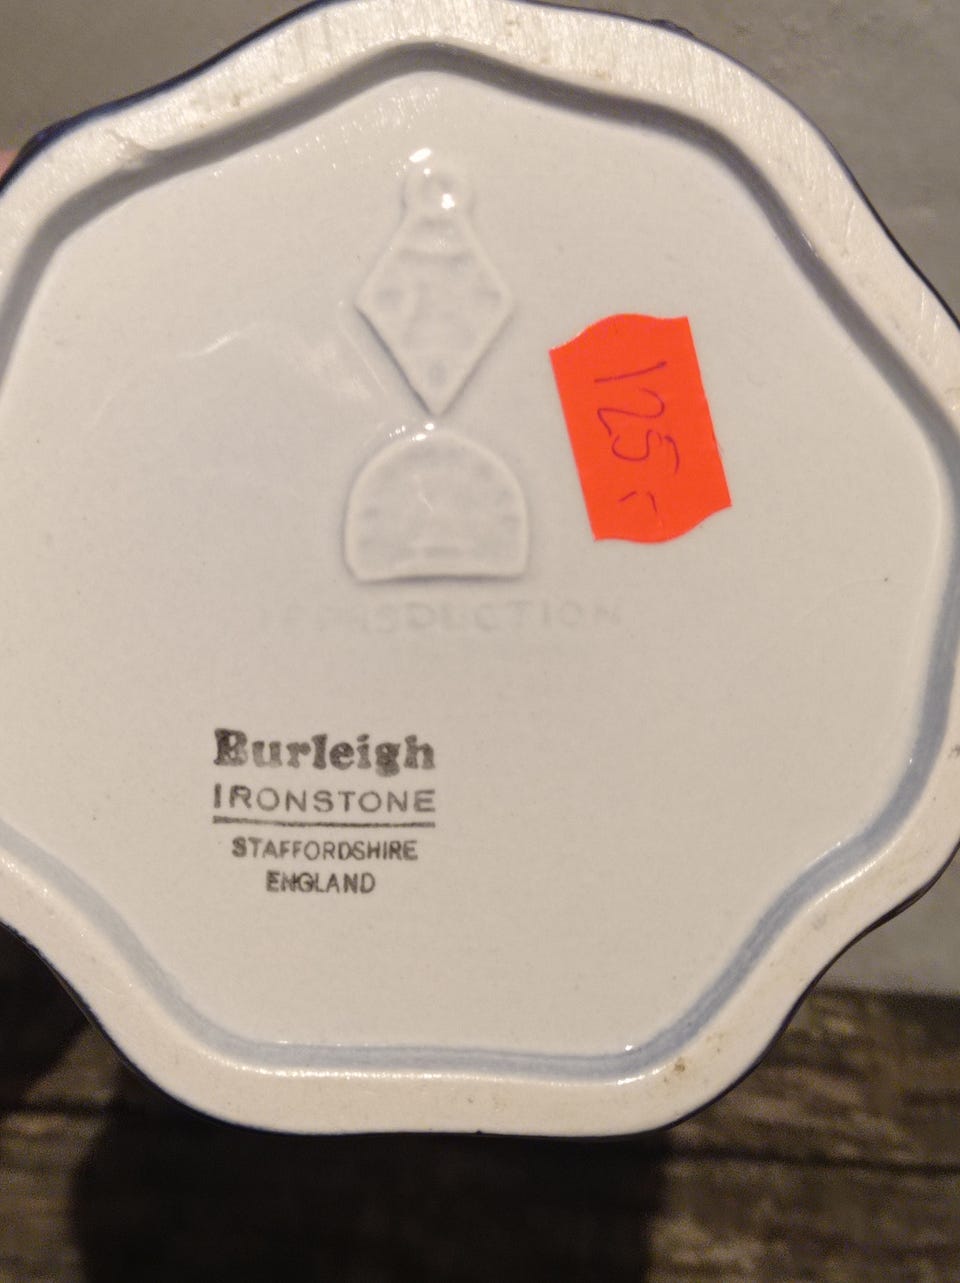 125:-
REPRODUCTION
Burleigh
IRONSTONE
STAFFORDSHIRE
ENGLAND